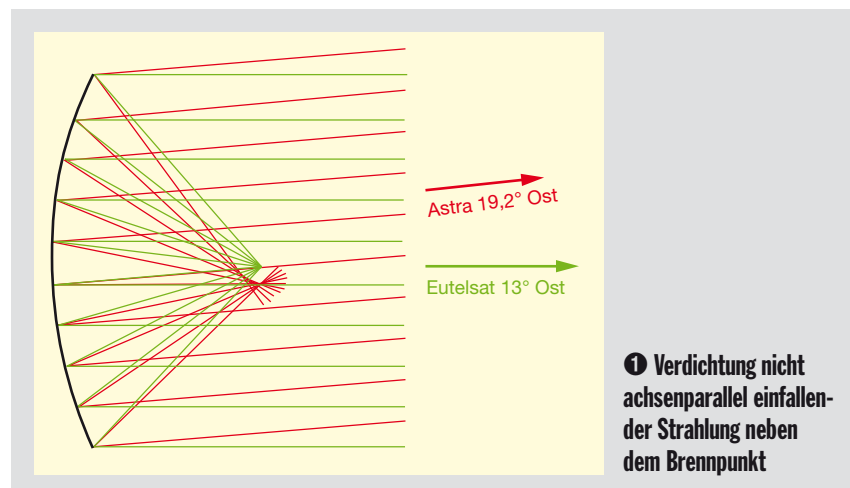 Astra 19,2° Ost
Eutelsat 13° Ost
❶ Verdichtung nicht
achsenparallel einfallen-
der Strahlung neben
dem Brennpunkt